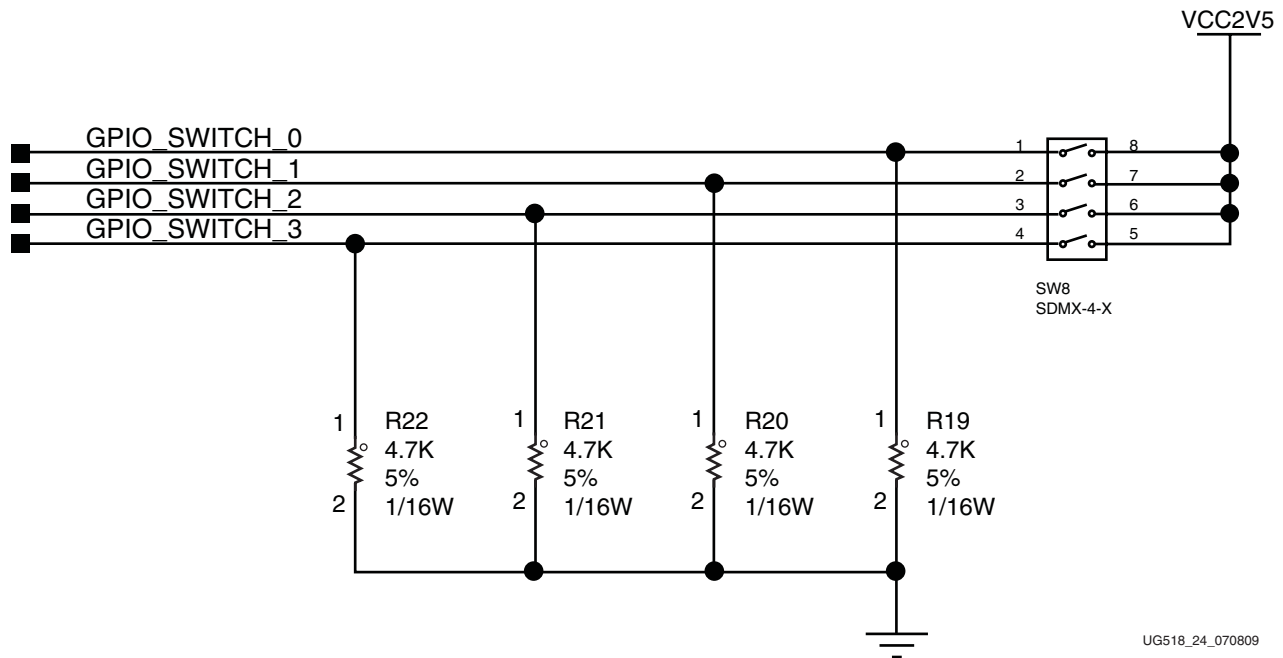 VCC2V5
GPIO_SWITCH_0
1
8
GPIO_SWITCH_1
2
7
GPIO_SWITCH_2
3
6
GPIO_SWITCH_3
4
5
SW8
SDMX-4-X
1
R22
4.7K
5%
2
1/16W
1
R21
4.7K
5%
2
1/16W
1
R20
4.7K
5%
2
1/16W
1
R19
4.7K
5%
2
1/16W
UG518_24_070809